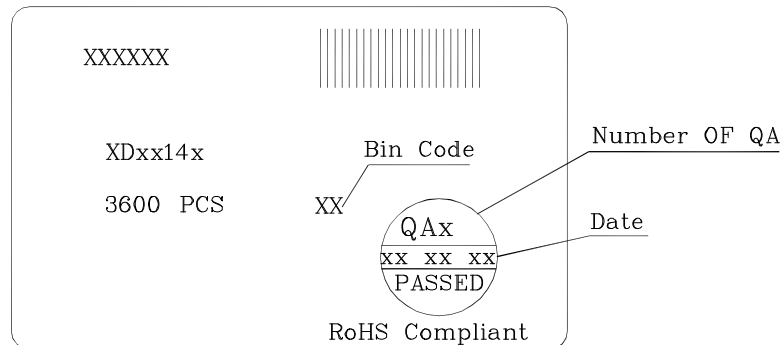 XXXXXX
XDxx14x
Bin Code
Number OF QA
3600 PCS
XX
QAx
Date
xx xx xx
PASSED
RoHS Compliant